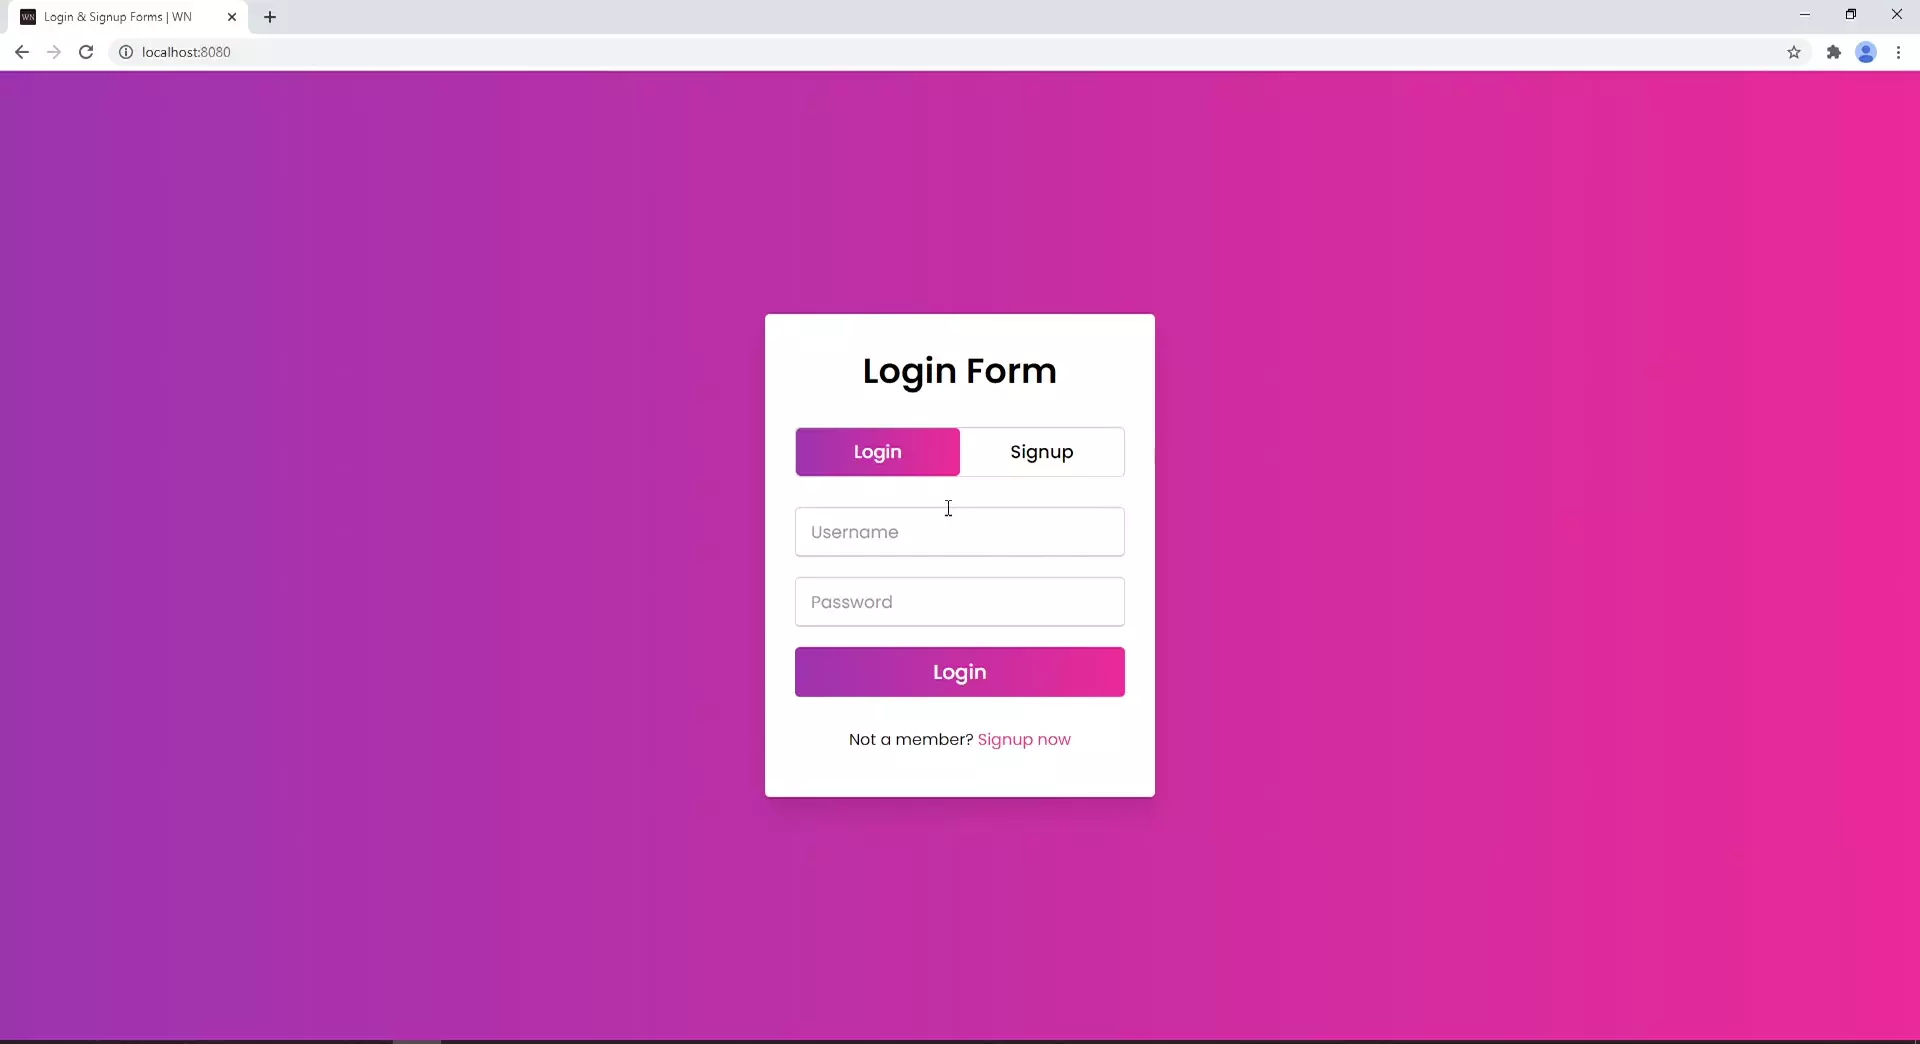 WN Login & Signup Forms | WN
localhost:8080
Login Form
Login Signup
Username
Password
Login
Not a member? Signup now